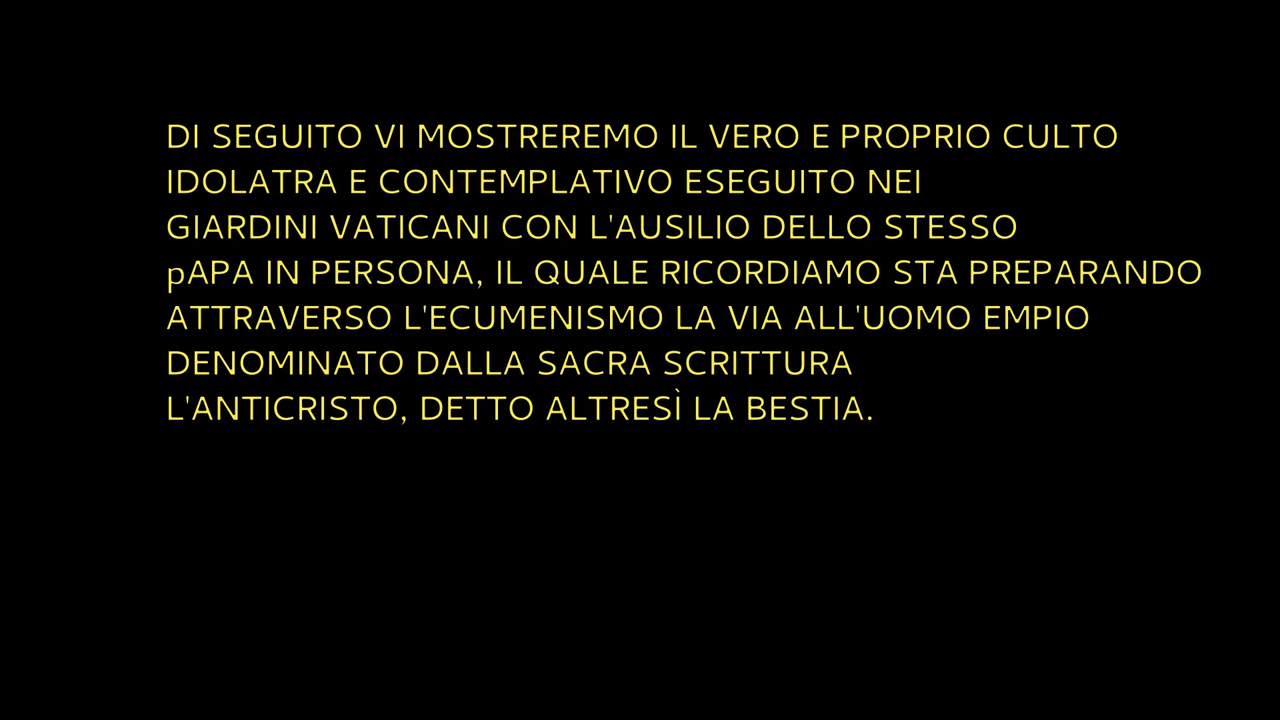 DI SEGUITO VI MOSTREREMO IL VERO E PROPRIO CULTO
IDOLATRA E CONTEMPLATIVO ESEGUITO NEI
GIARDINI VATICANI CON L'AUSILIO DELLO STESSO
pAPA IN PERSONA, IL QUALE RICORDIAMO STA PREPARANDO
ATTRAVERSO L'ECUMENISMO LA VIA ALL'UOMO EMPIO
DENOMINATO DALLA SACRA SCRITTURA
L'ANTICRISTO, DETTO ALTRESÌ LA BESTIA.